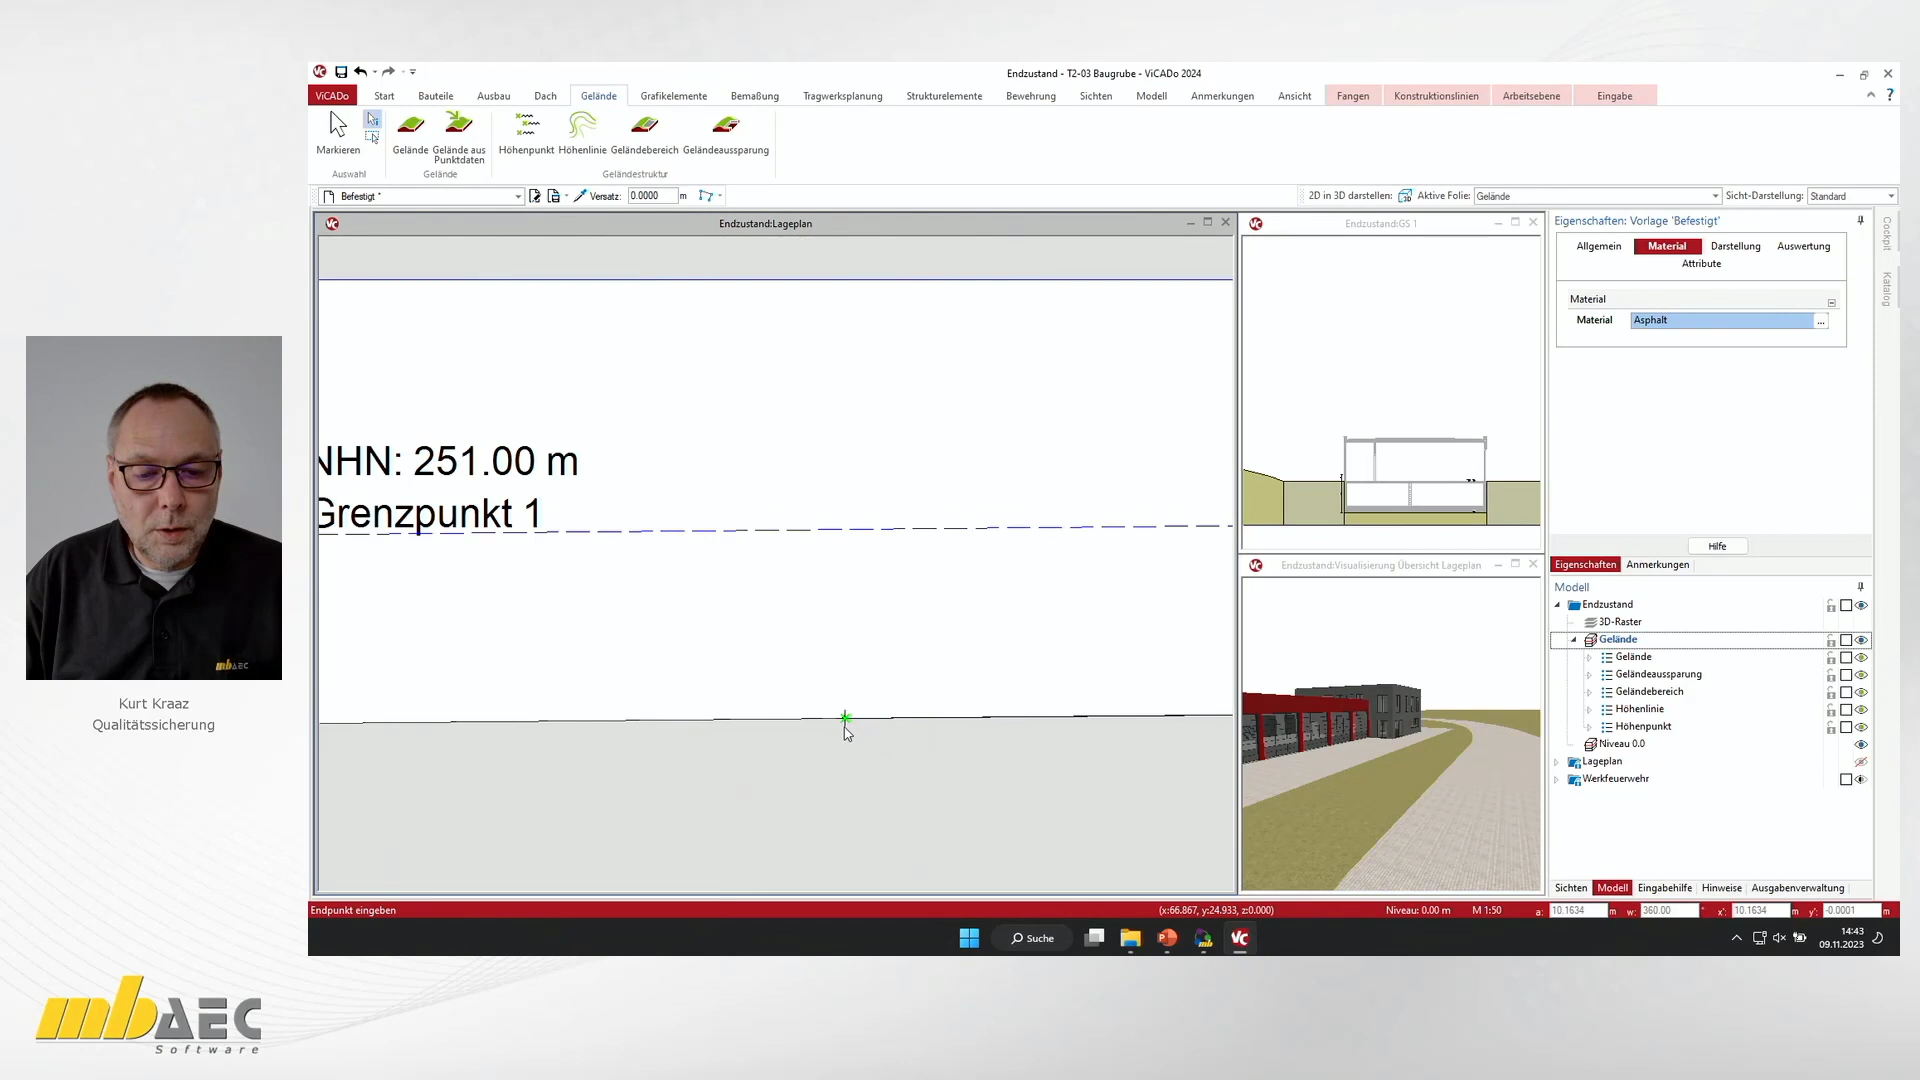 Endzustand - T2-03 Baugrube - ViCADo 2024
ViCADo Start Bauteile Ausbau Dach Gelände Grafikelemente Bemaßung Tragwerksplanung Strukturelemente Bewehrung Sichten Modell Anmerkungen Ansicht Fangen Konstruktionslinien Arbeitsebene Eingabe
Markieren Gelände Gelände aus Punktdaten Höhenpunkt Höhenlinie Geländebereich Geländeaussparung
Auswahl Gelände Geländestruktur
Befestigt * Versatz: 0.0000 m 2D in 3D darstellen: Aktive Folie: Gelände Sicht-Darstellung: Standard
Endzustand:Lageplan
NHN: 251.00 m
Grenzpunkt 1
Endzustand:GS 1
Endzustand:Visualisierung Übersicht Lageplan
Eigenschaften: Vorlage 'Befestigt'
Allgemein Material Darstellung Auswertung
Attribute
Material
Material Asphalt ...
Hilfe
Eigenschaften Anmerkungen
Modell
Endzustand
3D-Raster
Gelände
Gelände
Geländeaussparung
Geländebereich
Höhenlinie
Höhenpunkt
Niveau 0.0
Lageplan
Werkfeuerwehr
Sichten Modell Eingabehilfe Hinweise Ausgabenverwaltung
Cockpit
Katalog
Endpunkt eingeben (x:66.867, y:24.933, z:0.000) Niveau: 0.00 m M 1:50 a: 10.1634 m w: 360.00 ° x': 10.1634 m y': -0.0001 m
Suche
14:43
09.11.2023
mbAEC
Kurt Kraaz
Qualitätssicherung
mbAEC
Software